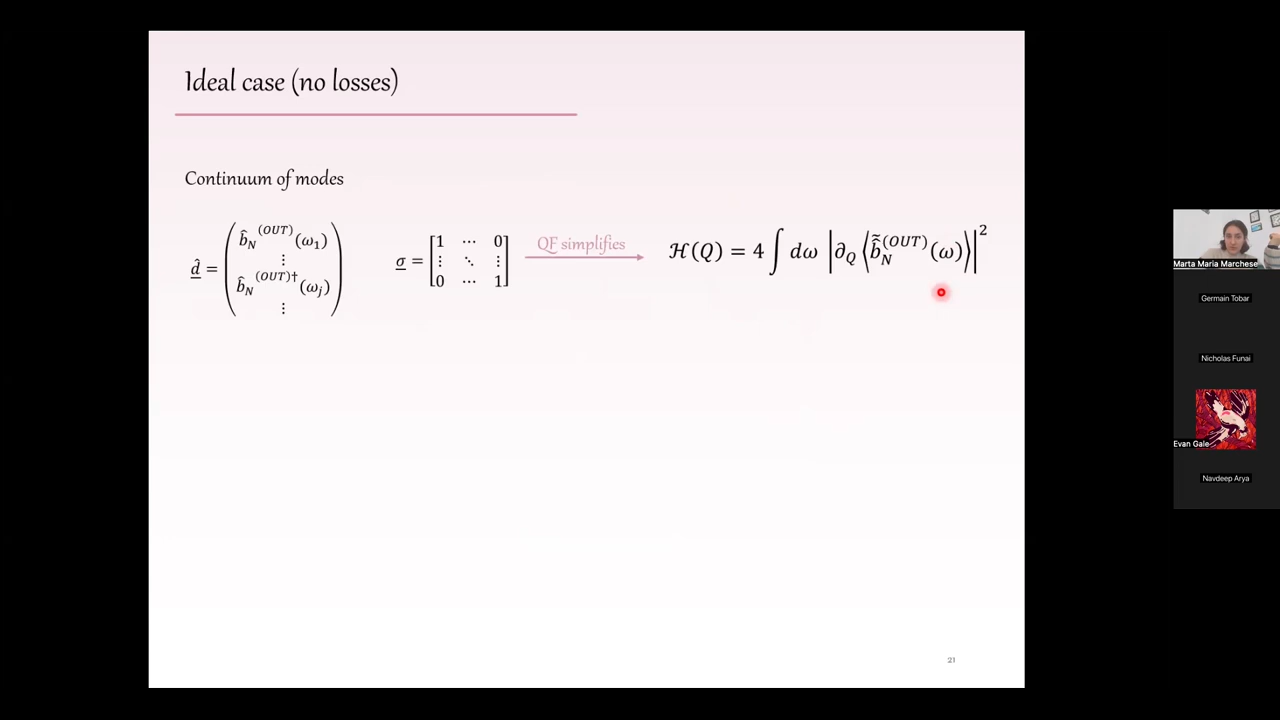 Ideal case (no losses)
Continuum of modes
d̂ = ( b̂_N^(OUT)(ω₁) ⋮ b̂_N^(OUT)†(ω_j) ⋮ )
σ = [ 1 ⋯ 0 ⋮ ⋱ ⋮ 0 ⋯ 1 ]
QF simplifies
ℋ(Q) = 4 ∫ dω |∂_Q ⟨b̃̂_N^(OUT)(ω)⟩|²
21
Marta Maria Marchese
Germain Tobar
Nicholas Funai
Evan Gale
Navdeep Arya